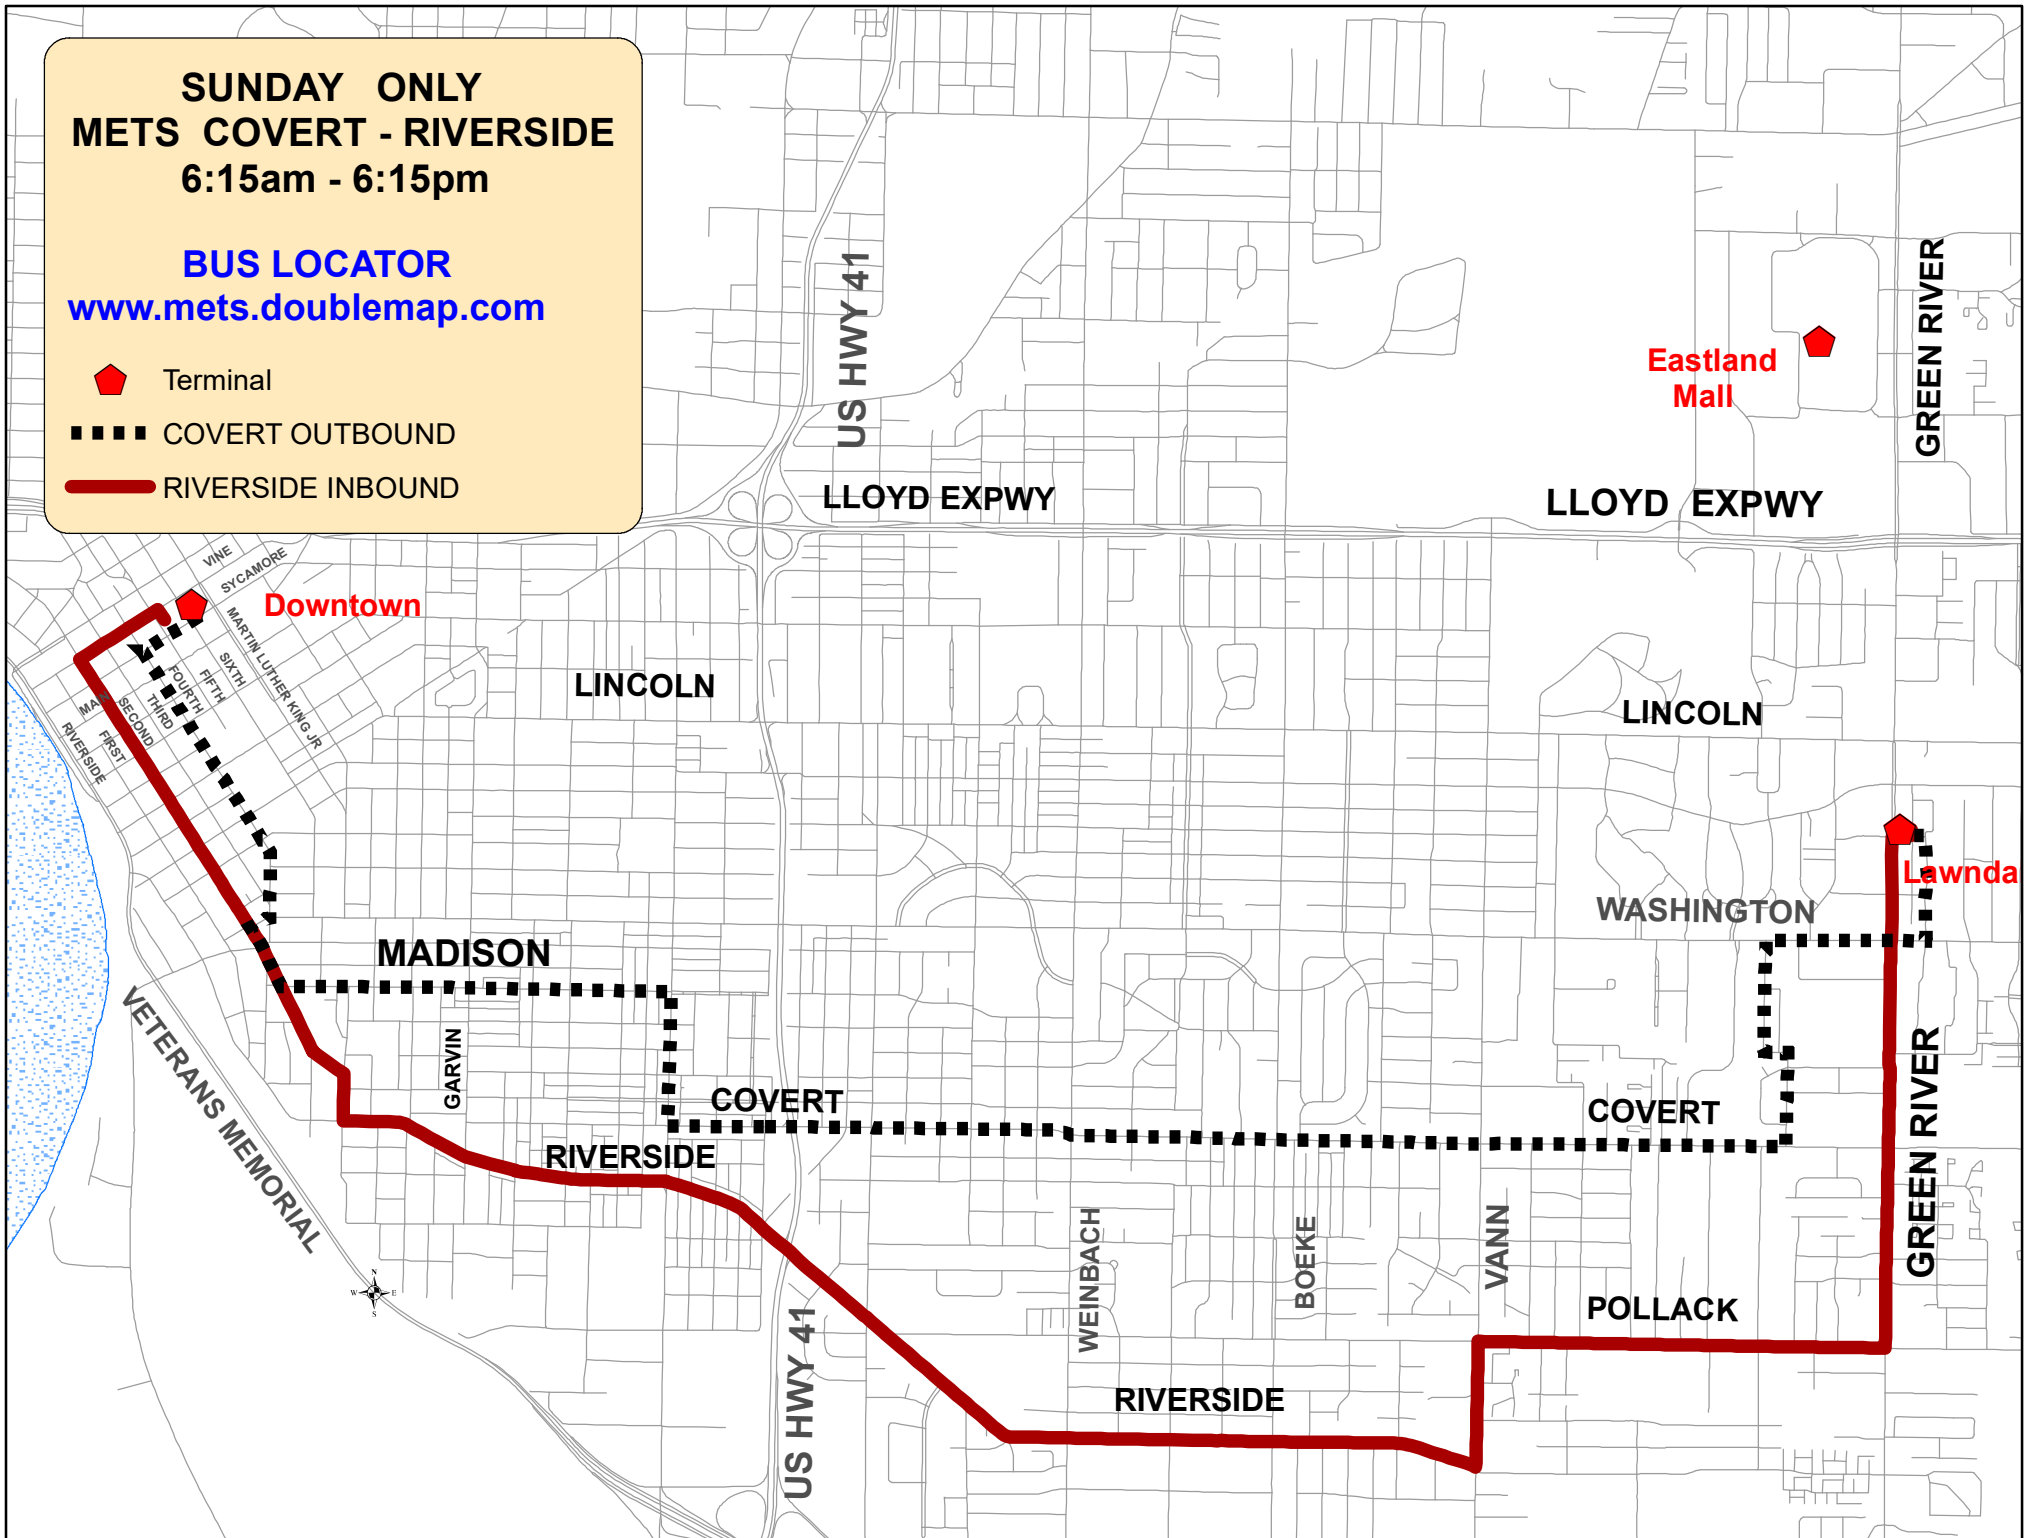 SUNDAY ONLY
METS COVERT - RIVERSIDE
6:15am - 6:15pm
BUS LOCATOR
www.mets.doublemap.com
Terminal
COVERT OUTBOUND
RIVERSIDE INBOUND
US HWY 41
GREEN RIVER
Eastland
Mall
LLOYD EXPWY
LLOYD EXPWY
VINE
SYCAMORE
Downtown
MARTIN LUTHER KING JR
SIXTH
FIFTH
FOURTH
THIRD
SECOND
MAIN
FIRST
RIVERSIDE
LINCOLN
LINCOLN
Lawnda
WASHINGTON
MADISON
VETERANS MEMORIAL
GARVIN
COVERT
COVERT
GREEN RIVER
RIVERSIDE
WEINBACH
BOEKE
VANN
N
W E
S
POLLACK
US HWY 41
RIVERSIDE